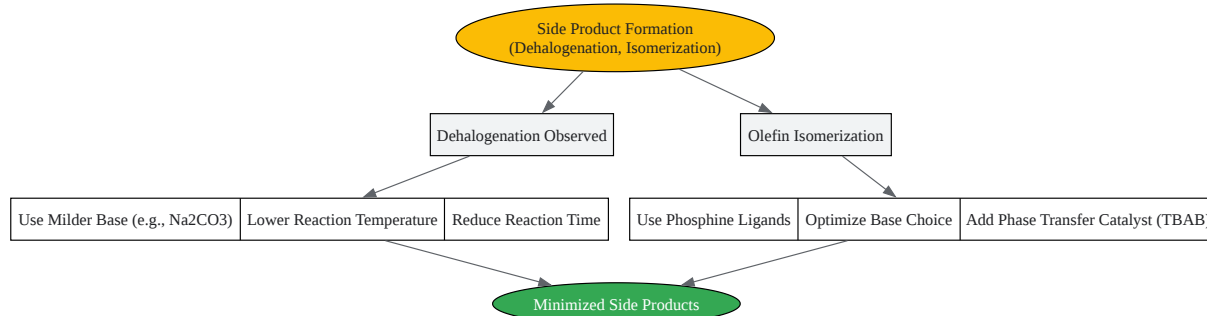 Side Product Formation
(Dehalogenation, Isomerization)
Dehalogenation Observed
Olefin Isomerization
Use Milder Base (e.g., Na2CO3)
Lower Reaction Temperature
Reduce Reaction Time
Use Phosphine Ligands
Optimize Base Choice
Add Phase Transfer Catalyst (TBAB)
Minimized Side Products